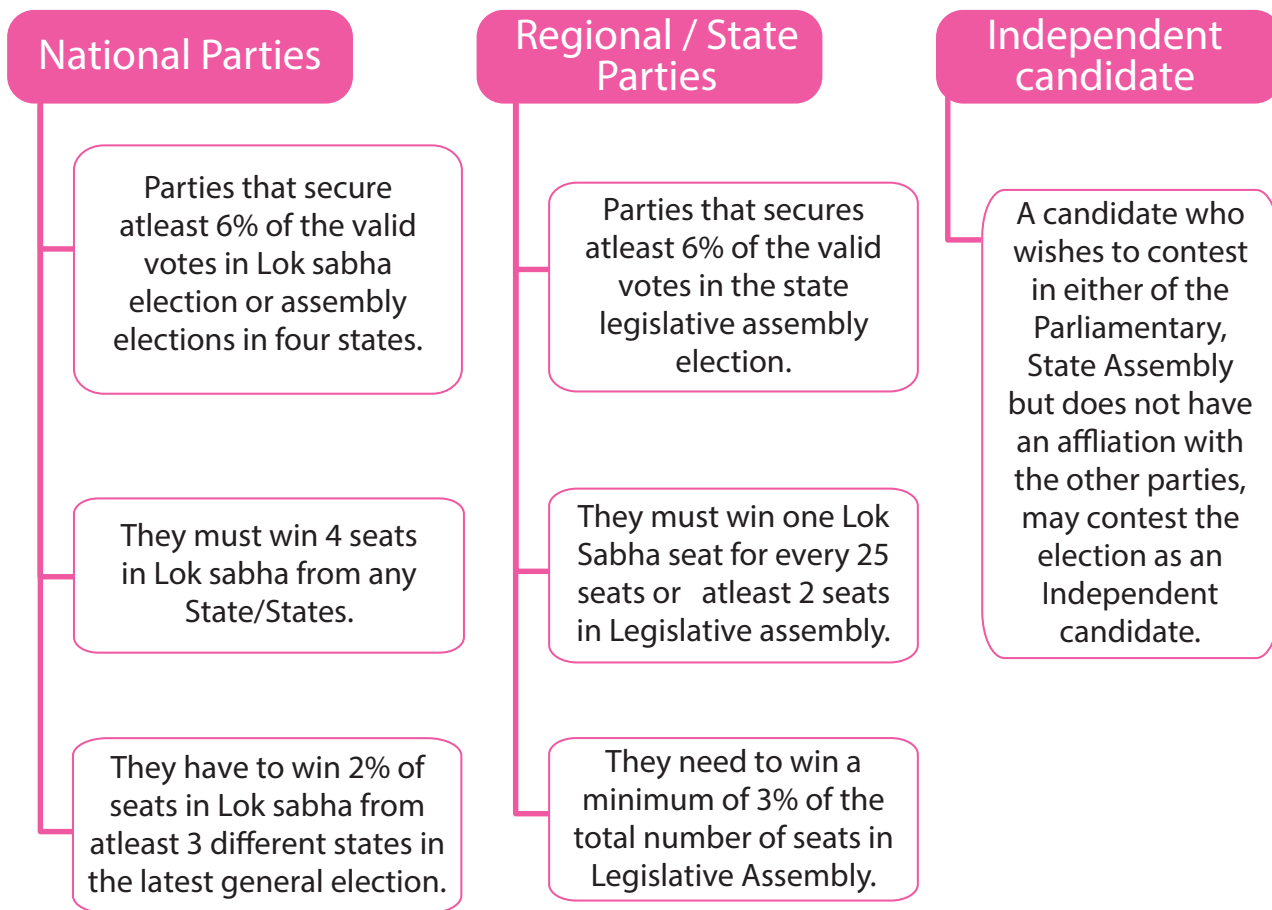 National Parties
Parties that secure
atleast 6% of the valid
votes in Lok sabha
election or assembly
elections in four states.
They must win 4 seats
in Lok sabha from any
State/States.
They have to win 2% of
seats in Lok sabha from
atleast 3 different states in
the latest general election.
Regional / State
Parties
Parties that secures
atleast 6% of the valid
votes in the state
legislative assembly
election.
They must win one Lok
Sabha seat for every 25
seats or atleast 2 seats
in Legislative assembly.
They need to win a
minimum of 3% of the
total number of seats in
Legislative Assembly.
Independent
candidate
A candidate who
wishes to contest
in either of the
Parliamentary,
State Assembly
but does not have
an affliation with
the other parties,
may contest the
election as an
Independent
candidate.